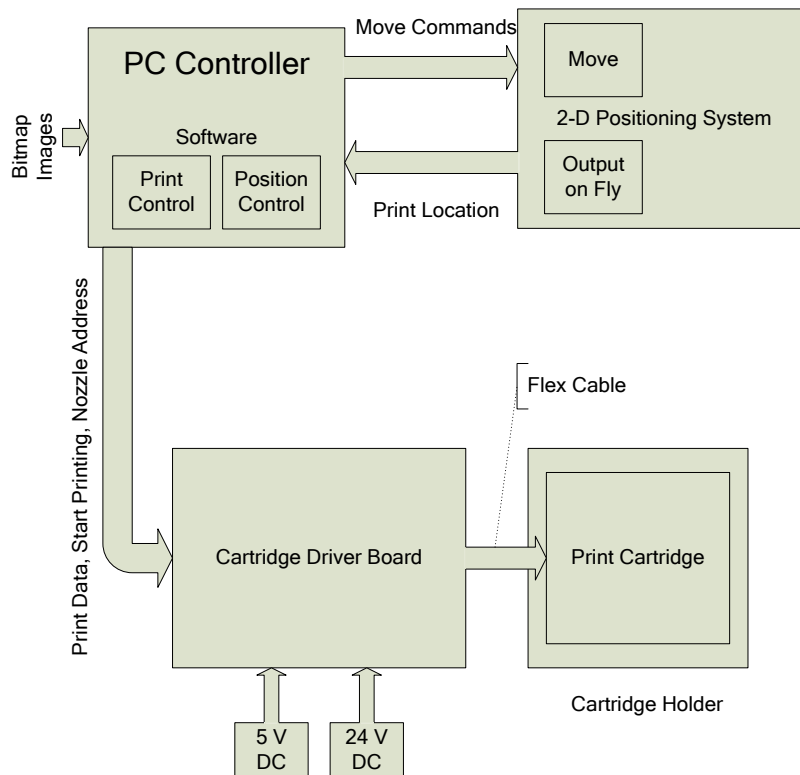 Move Commands
PC Controller
Move
2-D Positioning System
Bitmap
Images
Software
Print
Control
Position
Control
Output
on Fly
Print Location
Print Data, Start Printing, Nozzle Address
Flex Cable
Cartridge Driver Board
Print Cartridge
Cartridge Holder
5 V
DC
24 V
DC